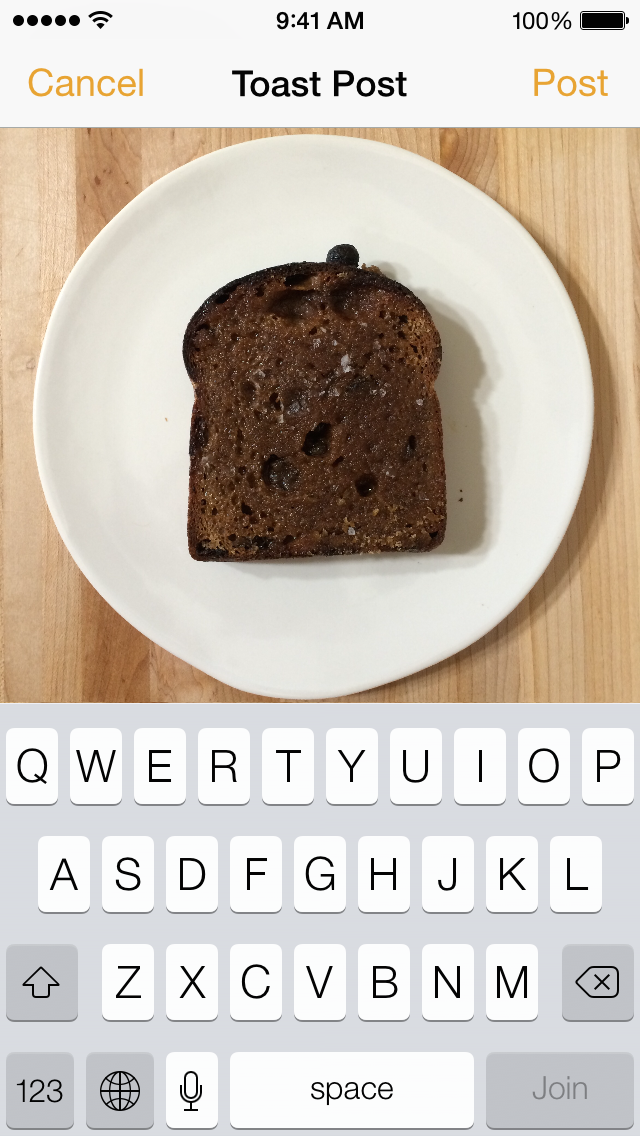 9:41 AM 100%
Cancel Toast Post Post
Q W E R T Y U I O P
A S D F G H J K L
Z X C V B N M
123 space Join